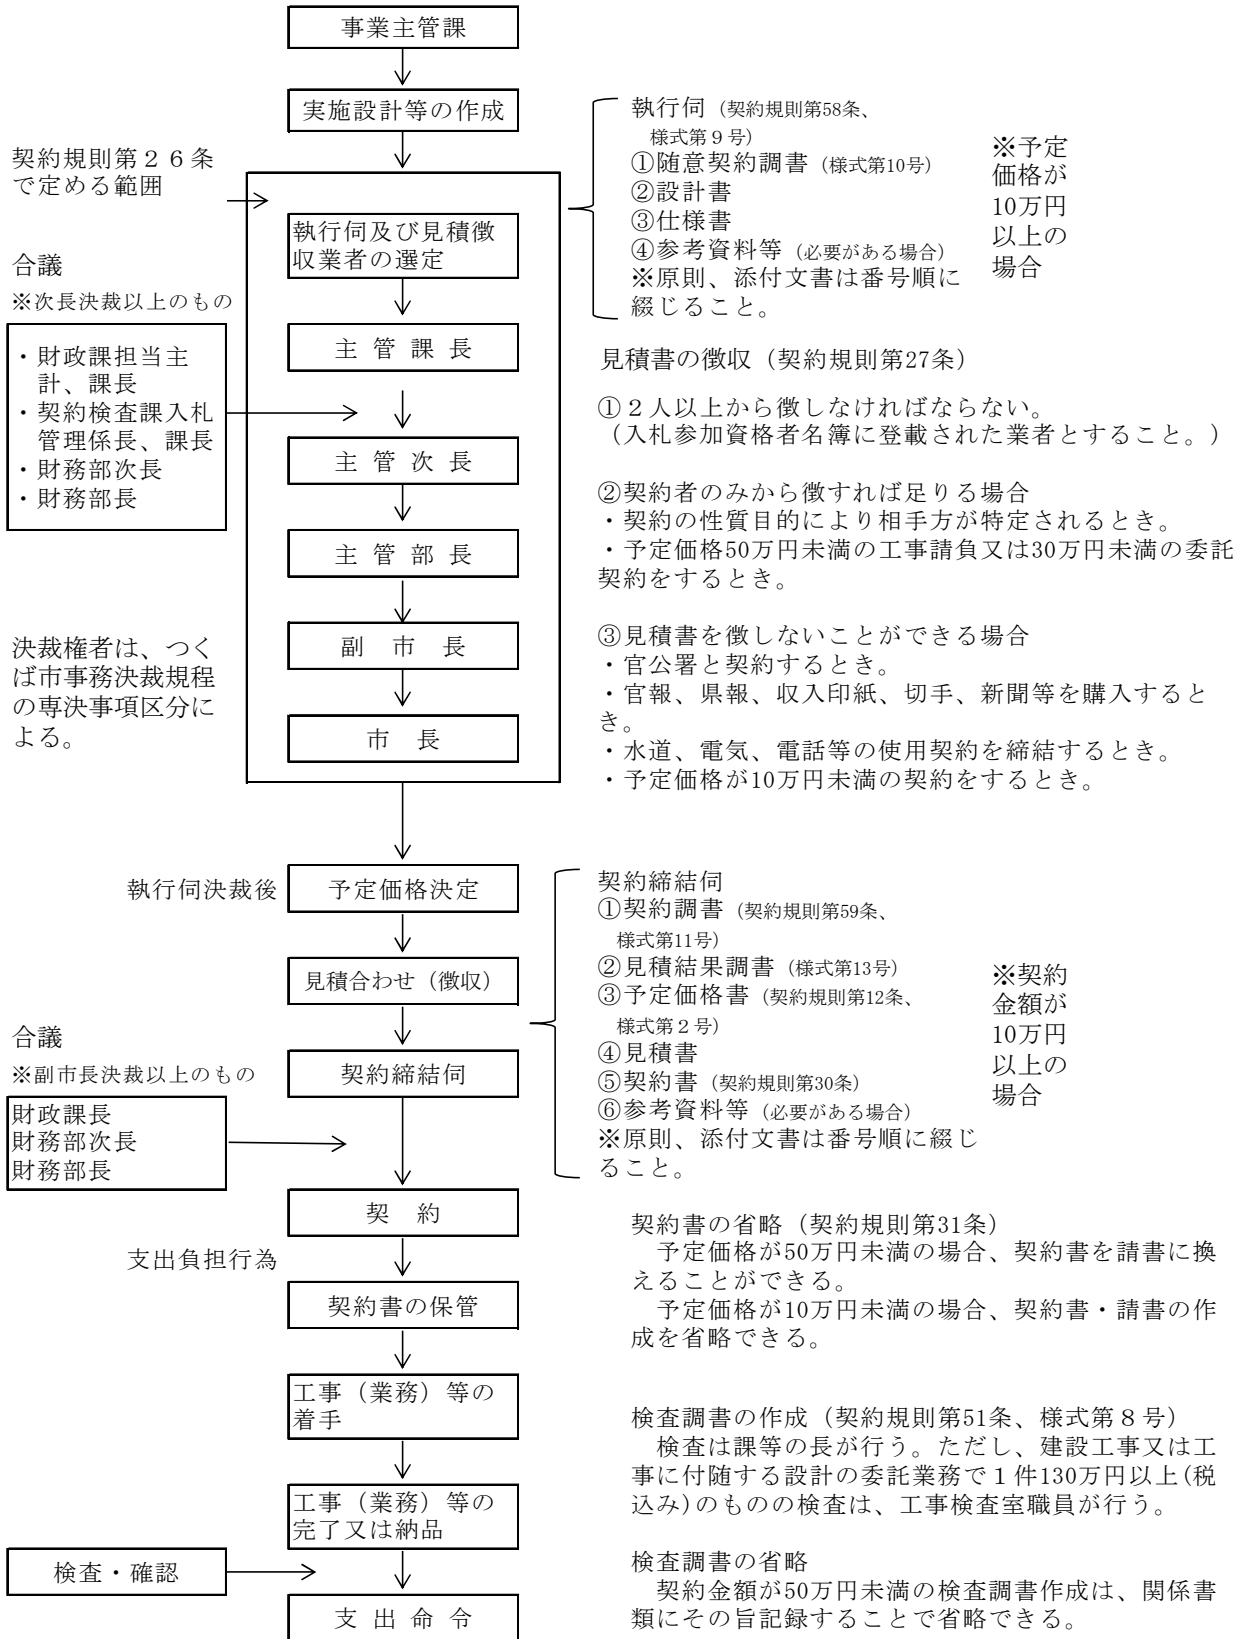 事業主管課
実施設計等の作成
契約規則第２６条
で定める範囲
執行伺及び見積徴
収業者の選定
合議
※次長決裁以上のもの
・財政課担当主
計、課長
・契約検査課入札
管理係長、課長
・財務部次長
・財務部長
主管課長
主管次長
主管部長
副市長
市長
決裁権者は、つく
ば市事務決裁規程
の専決事項区分に
よる。
執行伺（契約規則第58条、
様式第９号）
①随意契約調書（様式第10号）
②設計書
③仕様書
④参考資料等（必要がある場合）
※原則、添付文書は番号順に
綴じること。
※予定
価格が
10万円
以上の
場合
見積書の徴収（契約規則第27条）
①２人以上から徴しなければならない。
（入札参加資格者名簿に登載された業者とすること。）
②契約者のみから徴すれば足りる場合
・契約の性質目的により相手方が特定されるとき。
・予定価格50万円未満の工事請負又は30万円未満の委託
契約をするとき。
③見積書を徴しないことができる場合
・官公署と契約するとき。
・官報、県報、収入印紙、切手、新聞等を購入すると
き。
・水道、電気、電話等の使用契約を締結するとき。
・予定価格が10万円未満の契約をするとき。
執行伺決裁後
予定価格決定
見積合わせ（徴収）
合議
※副市長決裁以上のもの
財政課長
財務部次長
財務部長
契約締結伺
契約
支出負担行為
契約書の保管
工事（業務）等の
着手
工事（業務）等の
完了又は納品
検査・確認
支出命令
契約締結伺
①契約調書（契約規則第59条、
様式第11号）
②見積結果調書（様式第13号）
③予定価格書（契約規則第12条、
様式第２号）
④見積書
⑤契約書（契約規則第30条）
⑥参考資料等（必要がある場合）
※原則、添付文書は番号順に綴じ
ること。
※契約
金額が
10万円
以上の
場合
契約書の省略（契約規則第31条）
予定価格が50万円未満の場合、契約書を請書に換
えることができる。
予定価格が10万円未満の場合、契約書・請書の作
成を省略できる。
検査調書の作成（契約規則第51条、様式第８号）
検査は課等の長が行う。ただし、建設工事又は工
事に付随する設計の委託業務で１件130万円以上(税
込み)のものの検査は、工事検査室職員が行う。
検査調書の省略
契約金額が50万円未満の検査調書作成は、関係書
類にその旨記録することで省略できる。